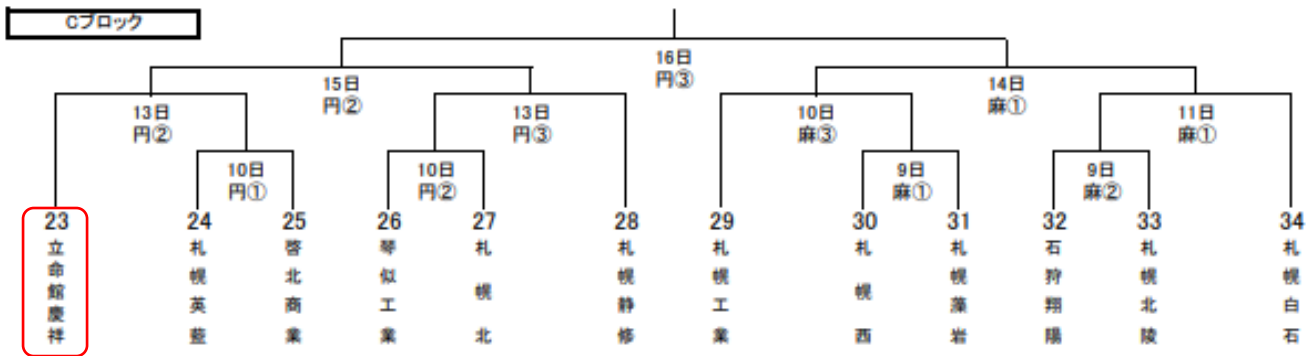 Cブロック
16日
円③
15日
円②
14日
麻①
13日
円②
13日
円③
10日
麻③
11日
麻①
10日
円①
10日
円②
9日
麻①
9日
麻②
23
立命館慶祥
24
札幌英藍
25
啓北商業
26
琴似工業
27
札幌北
28
札幌静修
29
札幌工業
30
札幌西
31
札幌藻岩
32
石狩翔陽
33
札幌北陵
34
札幌白石